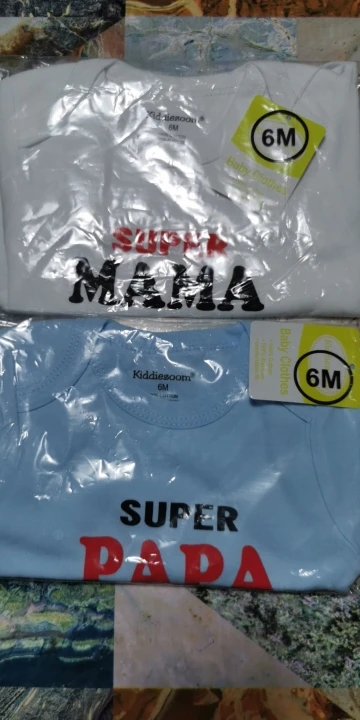 Kiddiezoom®
6M
6M
Baby Clothes
SUPER
MAMA
Kiddiezoom®
6M
Baby Clothes
6M
SUPER
PAPA